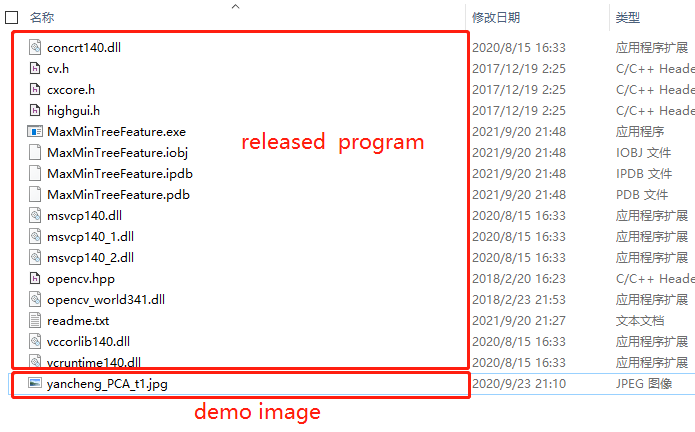 名称 修改日期 类型
concrt140.dll 2020/8/15 16:33 应用程序扩展
cv.h 2017/12/19 2:25 C/C++ Heade
cxcore.h 2017/12/19 2:25 C/C++ Heade
highgui.h 2017/12/19 2:25 C/C++ Heade
MaxMinTreeFeature.exe 2021/9/20 21:48 应用程序
released program
MaxMinTreeFeature.iobj 2021/9/20 21:48 IOBJ 文件
MaxMinTreeFeature.ipdb 2021/9/20 21:48 IPDB 文件
MaxMinTreeFeature.pdb 2021/9/20 21:48 PDB 文件
msvcp140.dll 2020/8/15 16:33 应用程序扩展
msvcp140_1.dll 2020/8/15 16:33 应用程序扩展
msvcp140_2.dll 2020/8/15 16:33 应用程序扩展
opencv.hpp 2018/2/20 16:23 C/C++ Heade
opencv_world341.dll 2018/2/23 21:53 应用程序扩展
readme.txt 2021/9/20 21:27 文本文档
vccorlib140.dll 2020/8/15 16:33 应用程序扩展
vcruntime140.dll 2020/8/15 16:33 应用程序扩展
yancheng_PCA_t1.jpg 2020/9/23 21:10 JPEG 图像
demo image